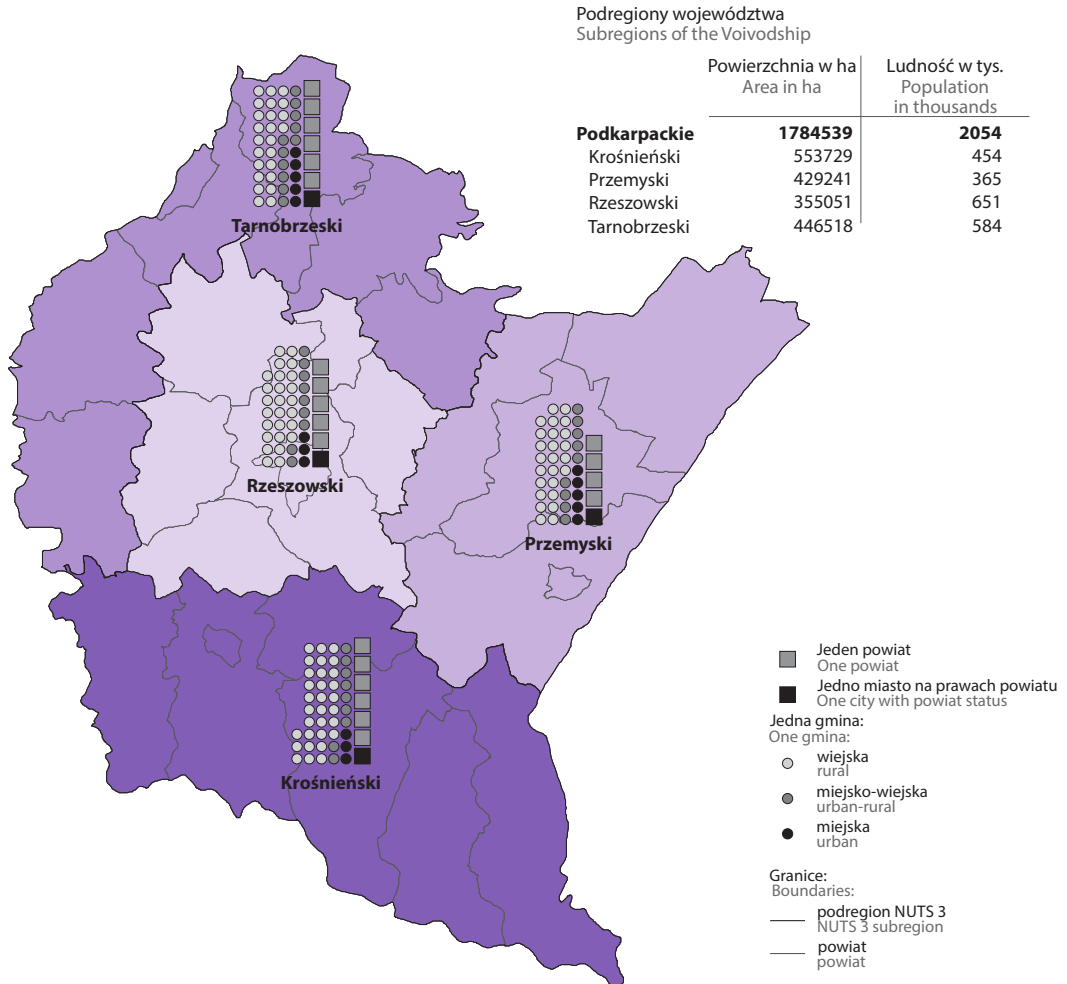 Podregiony województwa
Subregions of the Voivodship
Powierzchnia w ha
Area in ha
Ludność w tys.
Population
in thousands
Podkarpackie 1784539 2054
Krośnieński 553729 454
Przemyski 429241 365
Rzeszowski 355051 651
Tarnobrzeski 446518 584
Tarnobrzeski
Rzeszowski
Przemyski
Krośnieński
Jeden powiat
One powiat
Jedno miasto na prawach powiatu
One city with powiat status
Jedna gmina:
One gmina:
wiejska
rural
miejsko-wiejska
urban-rural
miejska
urban
Granice:
Boundaries:
podregion NUTS 3
NUTS 3 subregion
powiat
powiat